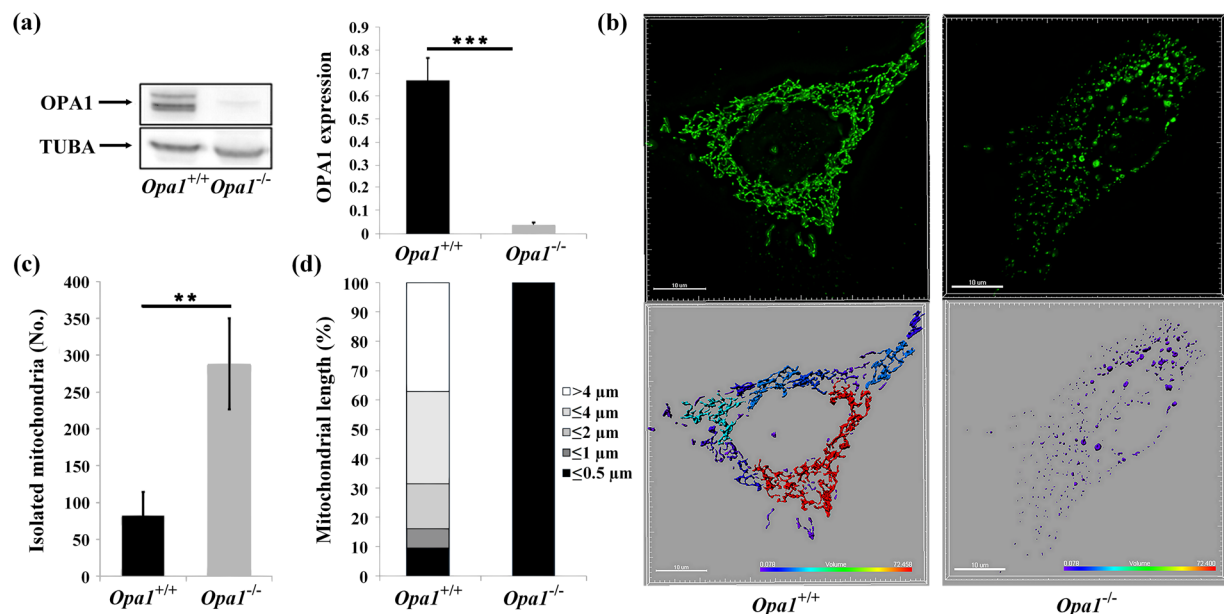 (a)
OPA1
TUBA
Opa1+/+ Opa1-/-
OPA1 expression
0.9
0.8
0.7
0.6
0.5
0.4
0.3
0.2
0.1
0
***
Opa1+/+
Opa1-/-
(b)
10 um
10 um
10 um
0.078 Volume 72.458
10 um
0.078 Volume 72.400
Opa1+/+
Opa1-/-
(c)
Isolated mitochondria (No.)
400
350
300
250
200
150
100
50
0
**
Opa1+/+
Opa1-/-
(d)
Mitochondrial length (%)
100
90
80
70
60
50
40
30
20
10
0
>4 µm
≤4 µm
≤2 µm
≤1 µm
≤0.5 µm
Opa1+/+
Opa1-/-